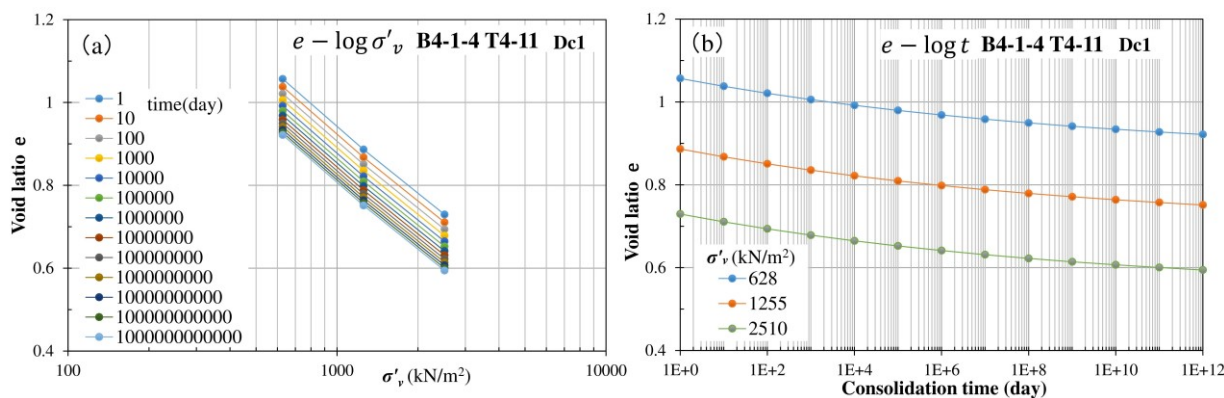 (a)
e − log σ′v B4-1-4 T4-11 Dc1
1.2
1
0.8
0.6
0.4
Void latio e
time(day)
1
10
100
1000
10000
100000
1000000
10000000
100000000
1000000000
10000000000
100000000000
1000000000000
100
1000
10000
σ′v (kN/m²)
(b)
e − log t B4-1-4 T4-11 Dc1
1.2
1
0.8
0.6
0.4
Void latio e
σ′v
(kN/m²)
628
1255
2510
1E+0
1E+2
1E+4
1E+6
1E+8
1E+10
1E+12
Consolidation time (day)